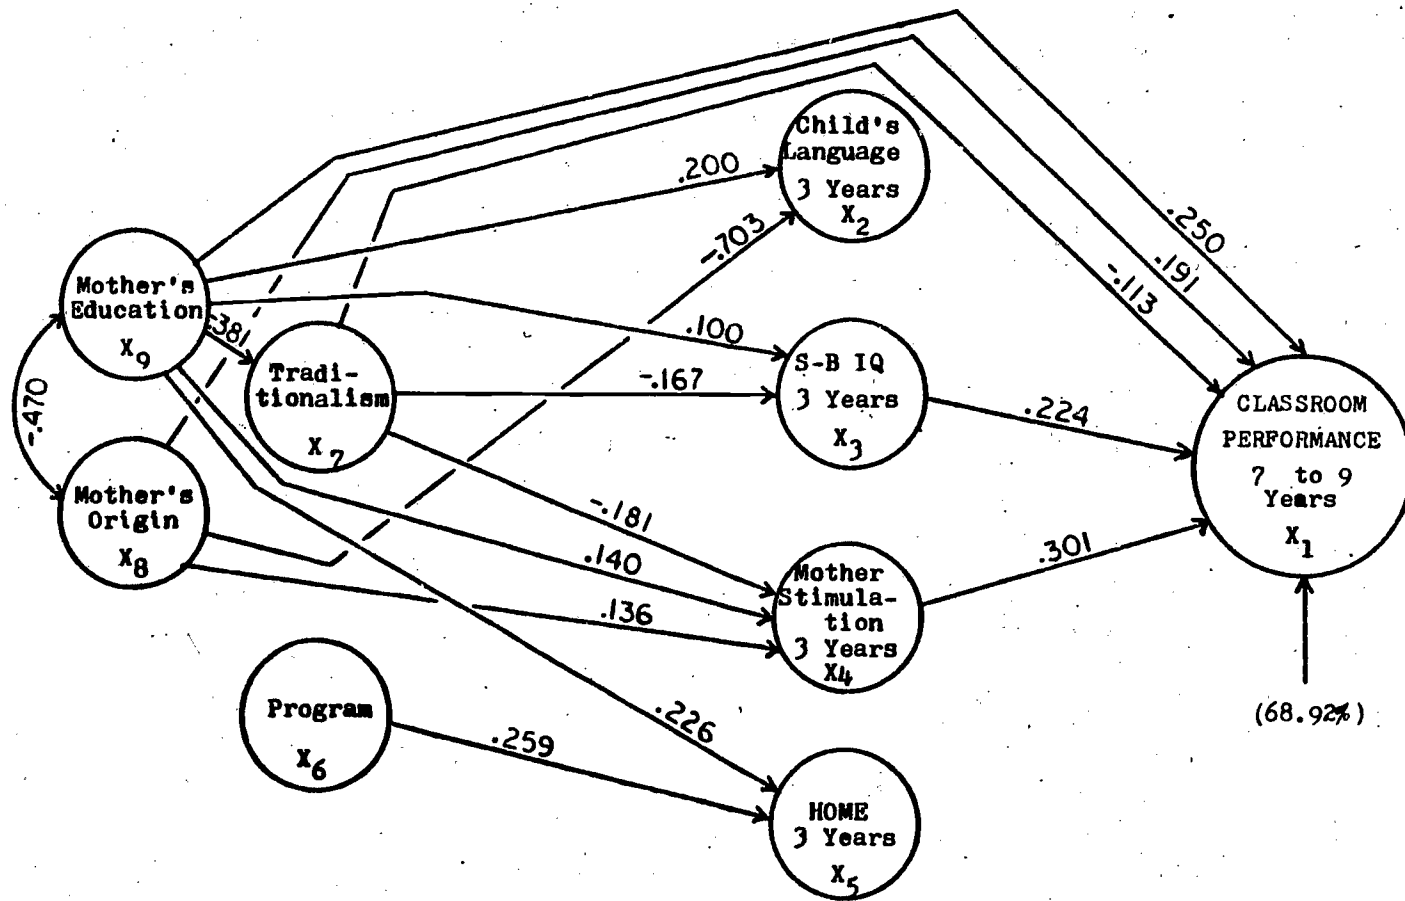 Child's
Language
3 Years
X2
.200
-.703
.250
.191
-.113
Mother's
Education
X9
-.381
.100
Tradi-
tionalism
X7
-.167
S-B IQ
3 Years
X3
.224
CLASSROOM
PERFORMANCE
7 to 9
Years
X1
-.470
Mother's
Origin
X8
-.181
.140
.136
Mother
Stimula-
tion
3 Years
X4
.301
(68.92%)
Program
X6
.259
.226
HOME
3 Years
X5